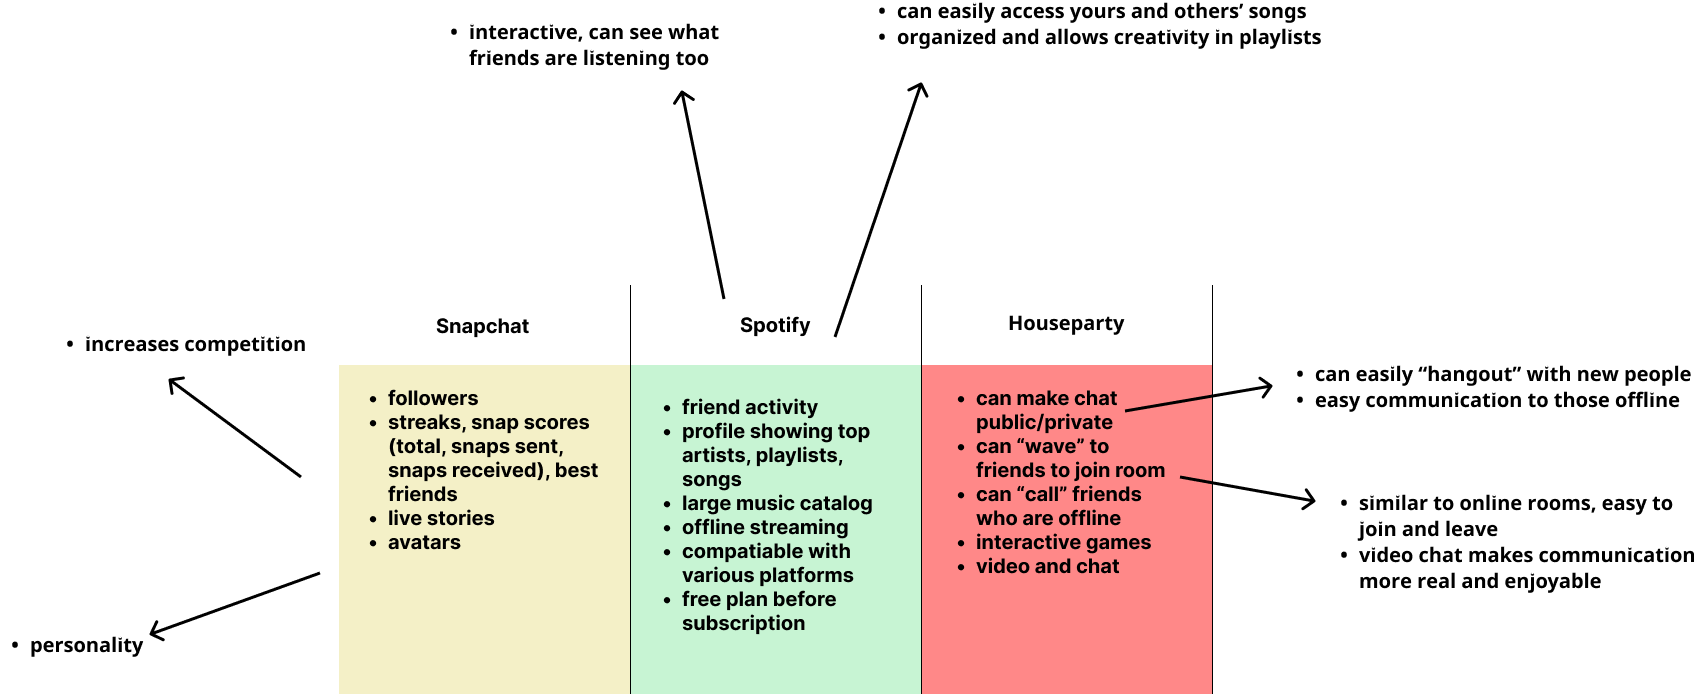 • can easily access yours and others’ songs
• organized and allows creativity in playlists
• interactive, can see what
friends are listening too
Snapchat
Spotify
Houseparty
• increases competition
• personality
• followers
• streaks, snap scores
(total, snaps sent,
snaps received), best
friends
• live stories
• avatars
• friend activity
• profile showing top
artists, playlists,
songs
• large music catalog
• offline streaming
• compatiable with
various platforms
• free plan before
subscription
• can make chat
public/private
• can “wave” to
friends to join room
• can “call” friends
who are offline
• interactive games
• video and chat
• can easily “hangout” with new people
• easy communication to those offline
• similar to online rooms, easy to
join and leave
• video chat makes communication
more real and enjoyable